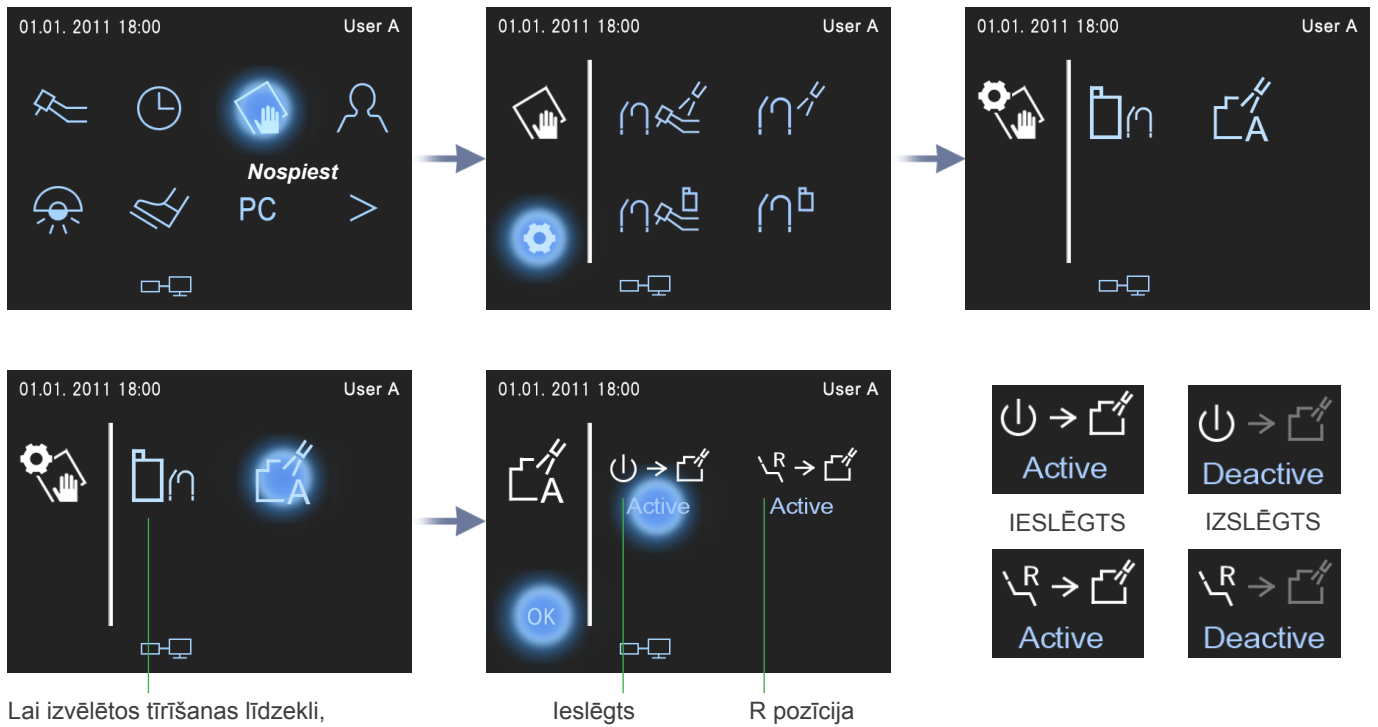 01.01. 2011 18:00 User A
Nospiest
PC >
01.01. 2011 18:00 User A
01.01. 2011 18:00 User A
A
01.01. 2011 18:00 User A
A
01.01. 2011 18:00 User A
A
Active
R
Active
OK
Active
Deactive
IESLĒGTS
IZSLĒGTS
R
Active
R
Deactive
Lai izvēlētos tīrīšanas līdzekli,
Ieslēgts
R pozīcija